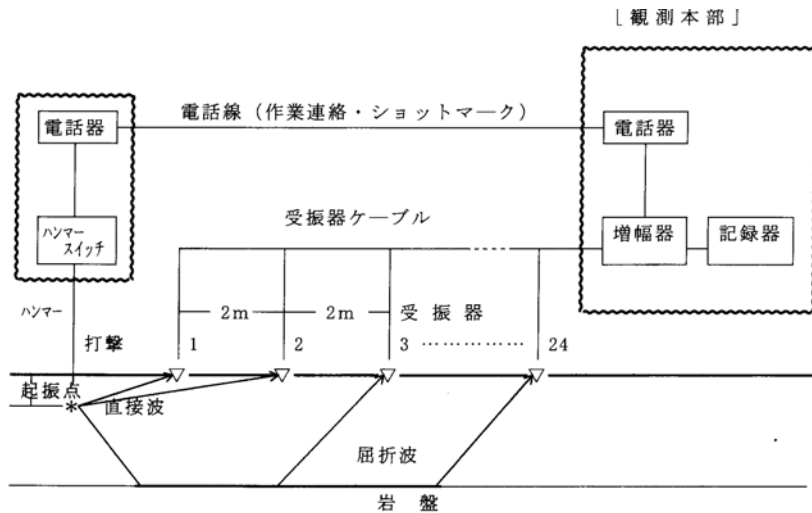 ［観測本部］
電話線（作業連絡・ショットマーク）
電話器
電話器
受振器ケーブル
ハンマースイッチ
増幅器
記録器
ハンマー
2m
2m
受振器
打撃
1
2
3 ……………
24
起振点
*
直接波
屈折波
岩盤